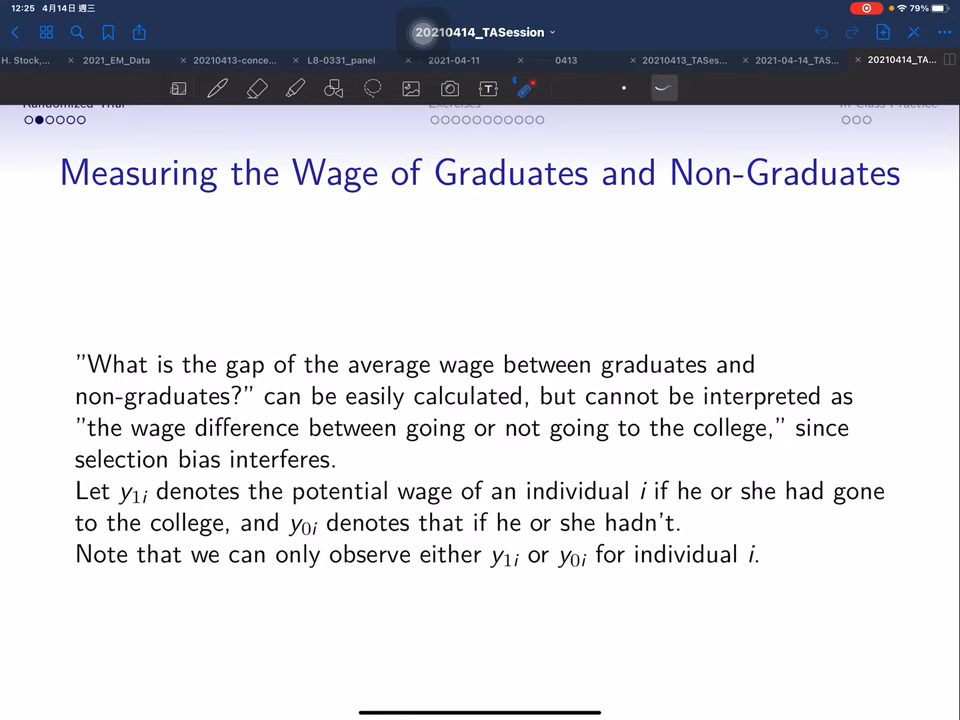 12:25 4月14日 週三
79%
20210414_TASession
H. Stock,...
2021_EM_Data
20210413-conce...
L8-0331_panel
2021-04-11
0413
20210413_TASes...
2021-04-14_TAS...
20210414_TA...
Randomized Trial
Exercises
In-Class Practice
Measuring the Wage of Graduates and Non-Graduates
"What is the gap of the average wage between graduates and
non-graduates?" can be easily calculated, but cannot be interpreted as
"the wage difference between going or not going to the college," since
selection bias interferes.
Let y₁ᵢ denotes the potential wage of an individual i if he or she had gone
to the college, and y₀ᵢ denotes that if he or she hadn't.
Note that we can only observe either y₁ᵢ or y₀ᵢ for individual i.